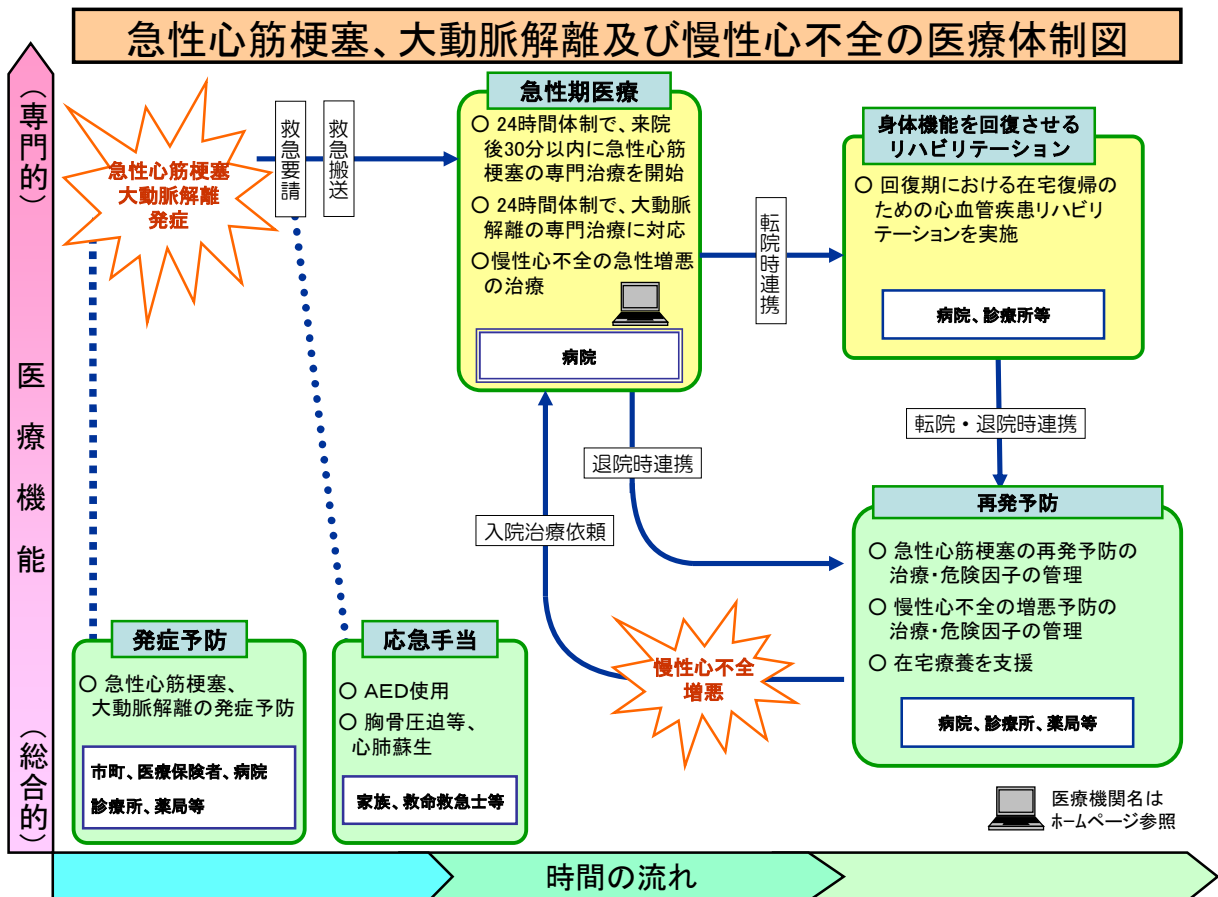 急性心筋梗塞、大動脈解離及び慢性心不全の医療体制図
（専門的）
医療機能
（総合的）
急性心筋梗塞
大動脈解離
発症
救急要請
救急搬送
急性期医療
○ 24時間体制で、来院
後30分以内に急性心筋
梗塞の専門治療を開始
○ 24時間体制で、大動脈
解離の専門治療に対応
○慢性心不全の急性増悪
の治療
病院
転院時連携
身体機能を回復させる
リハビリテーション
○ 回復期における在宅復帰の
ための心血管疾患リハビリ
テーションを実施
病院、診療所等
転院・退院時連携
退院時連携
入院治療依頼
再発予防
○ 急性心筋梗塞の再発予防の
治療・危険因子の管理
○ 慢性心不全の増悪予防の
治療・危険因子の管理
○ 在宅療養を支援
病院、診療所、薬局等
慢性心不全
増悪
発症予防
○ 急性心筋梗塞、
大動脈解離の発症予防
市町、医療保険者、病院
診療所、薬局等
応急手当
○ AED使用
○ 胸骨圧迫等、
心肺蘇生
家族、救命救急士等
医療機関名は
ホームページ参照
時間の流れ